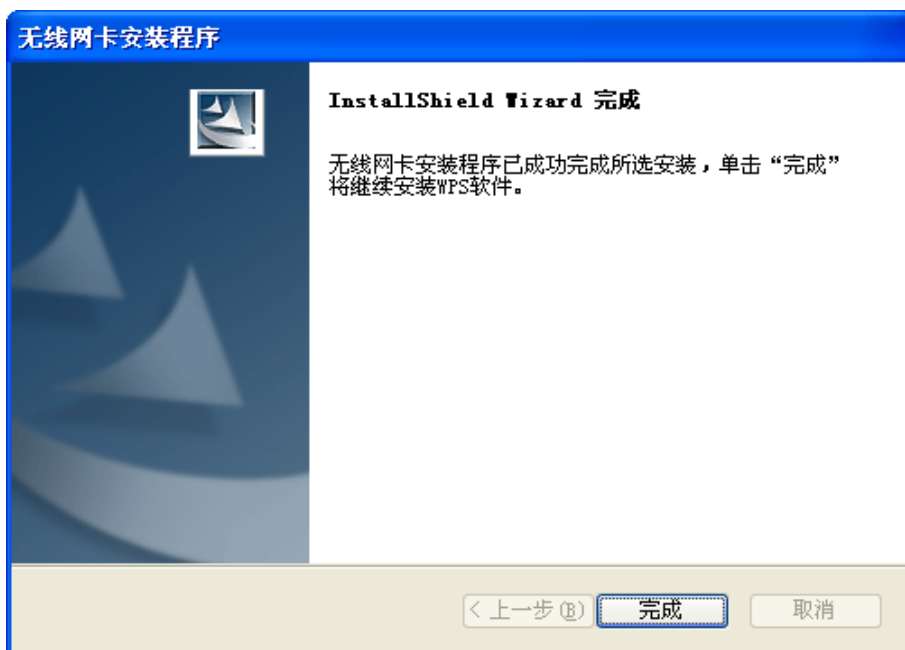 无线网卡安装程序
InstallShield Wizard 完成
无线网卡安装程序已成功完成所选安装，单击“完成”
将继续安装WPS软件。
< 上一步(B) 完成 取消